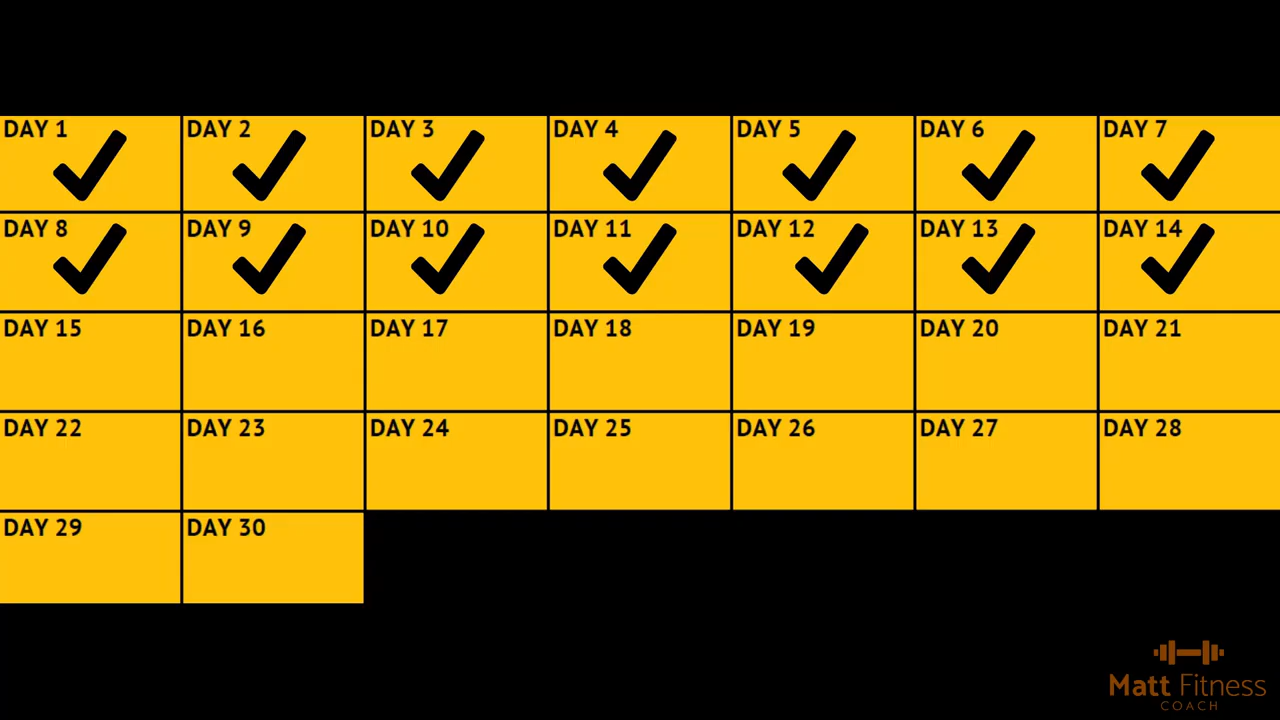 DAY 1 DAY 2 DAY 3 DAY 4 DAY 5 DAY 6 DAY 7
DAY 8 DAY 9 DAY 10 DAY 11 DAY 12 DAY 13 DAY 14
DAY 15 DAY 16 DAY 17 DAY 18 DAY 19 DAY 20 DAY 21
DAY 22 DAY 23 DAY 24 DAY 25 DAY 26 DAY 27 DAY 28
DAY 29 DAY 30
Matt Fitness
COACH